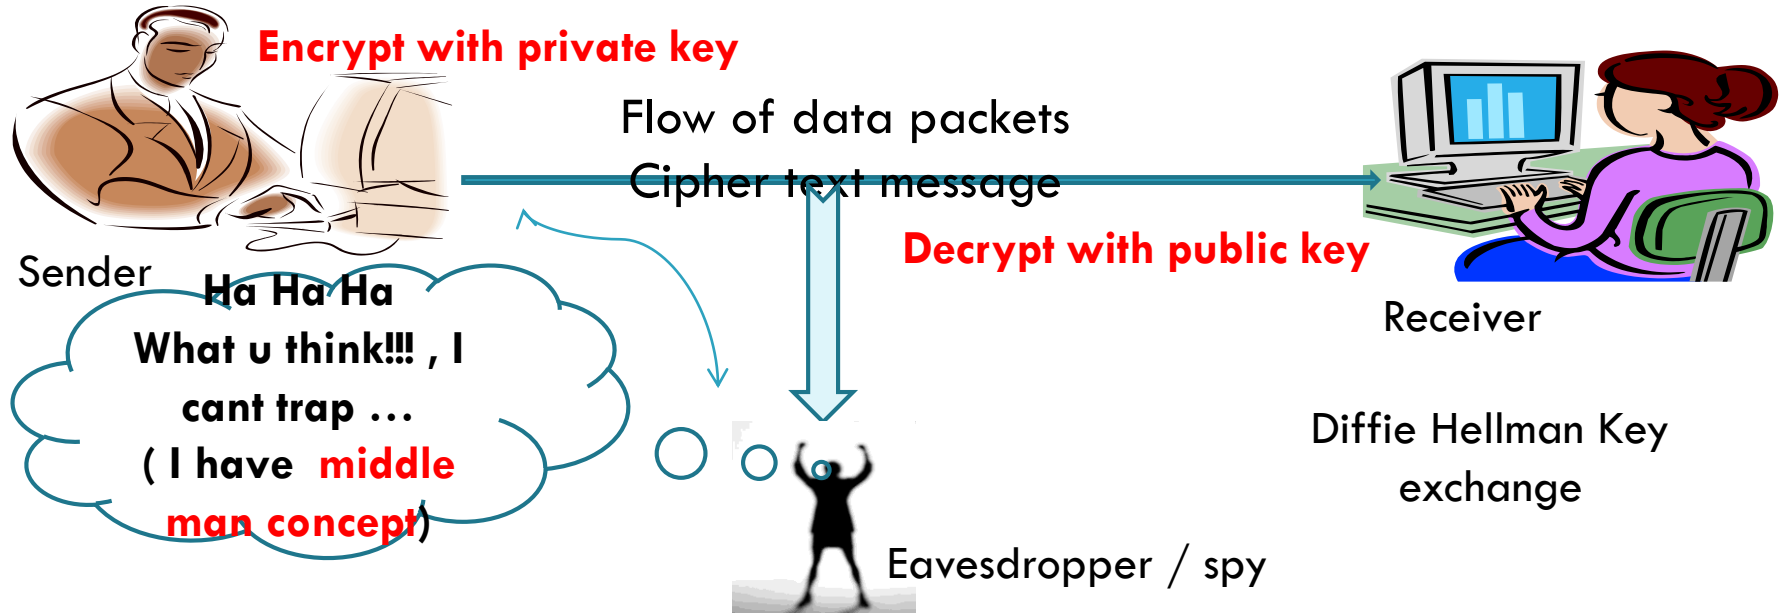 Encrypt with private key
Flow of data packets
Cipher text message
Decrypt with public key
Sender
Ha Ha Ha
What u think!!! , I
cant trap ...
( I have middle
man concept)
Receiver
Diffie Hellman Key
exchange
Eavesdropper / spy